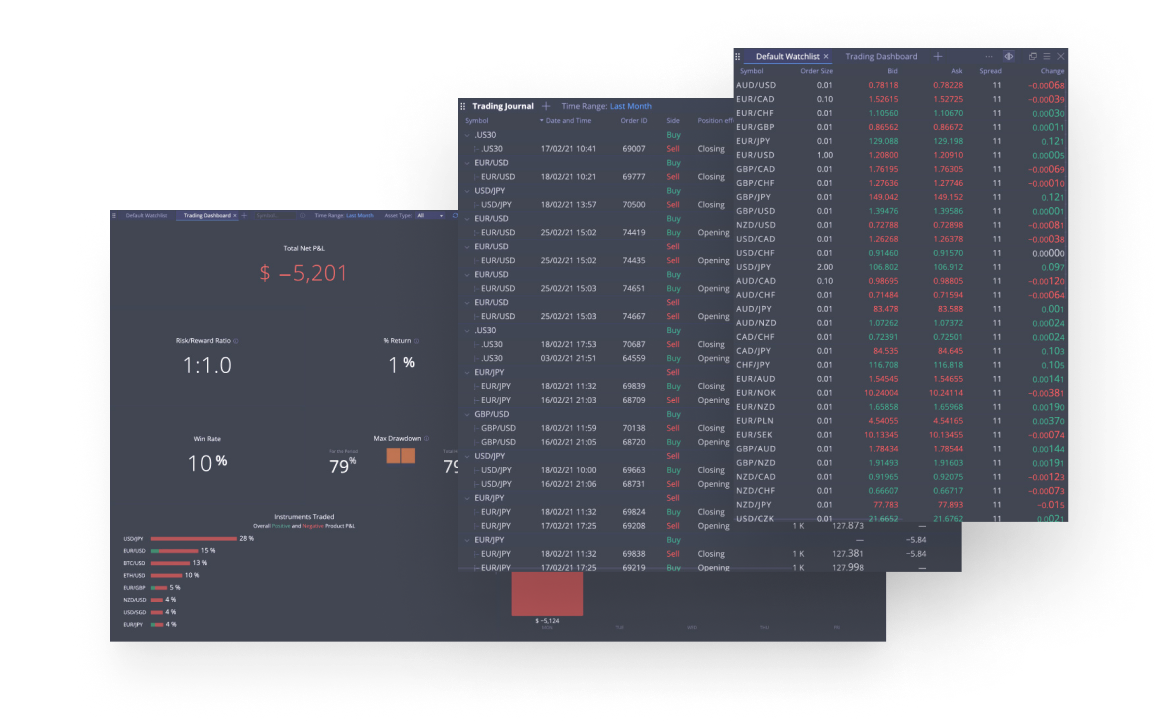 Default Watchlist × Trading Dashboard +
Symbol Order Size Bid Ask Spread Change
AUD/USD 0.01 0.78118 0.78228 11 −0.00068
EUR/CAD 0.10 1.52615 1.52725 11 −0.00039
EUR/CHF 0.01 1.10560 1.10670 11 0.00030
EUR/GBP 0.01 0.86562 0.86672 11 0.00011
EUR/JPY 0.01 129.088 129.198 11 0.121
EUR/USD 1.00 1.20800 1.20910 11 0.00005
GBP/CAD 0.01 1.76195 1.76305 11 −0.00069
GBP/CHF 0.01 1.27636 1.27746 11 −0.00010
GBP/JPY 0.01 149.042 149.152 11 0.121
GBP/USD 0.01 1.39476 1.39586 11 0.00001
NZD/USD 0.01 0.72788 0.72898 11 −0.00081
USD/CAD 0.01 1.26268 1.26378 11 −0.00038
USD/CHF 0.01 0.91460 0.91570 11 0.00000
USD/JPY 2.00 106.802 106.912 11 0.097
AUD/CAD 0.10 0.98695 0.98805 11 −0.00120
AUD/CHF 0.01 0.71484 0.71594 11 −0.00064
AUD/JPY 0.01 83.478 83.588 11 0.001
AUD/NZD 0.01 1.07262 1.07372 11 0.00024
CAD/CHF 0.01 0.72391 0.72501 11 0.00024
CAD/JPY 0.01 84.535 84.645 11 0.103
CHF/JPY 0.01 116.708 116.818 11 0.105
EUR/AUD 0.01 1.54545 1.54655 11 0.00141
EUR/NOK 0.01 10.24004 10.24114 11 −0.00381
EUR/NZD 0.01 1.65858 1.65968 11 0.00190
EUR/PLN 0.01 4.54055 4.54165 11 0.00370
EUR/SEK 0.01 10.13345 10.13455 11 −0.00074
GBP/AUD 0.01 1.78434 1.78544 11 0.00144
GBP/NZD 0.01 1.91493 1.91603 11 0.00191
NZD/CAD 0.01 0.91965 0.92075 11 −0.00123
NZD/CHF 0.01 0.66607 0.66717 11 −0.00073
NZD/JPY 0.01 77.783 77.893 11 −0.015
USD/CZK 0.01 21.6652 21.6762 11 0.0021
Trading Journal + Time Range: Last Month
Symbol Date and Time Order ID Side Position
.US30 Buy
.US30 17/02/21 10:41 69007 Sell Closing
EUR/USD Buy
EUR/USD 18/02/21 10:21 69777 Sell Closing
USD/JPY Buy
USD/JPY 18/02/21 13:57 70500 Sell Closing
EUR/USD Buy
EUR/USD 25/02/21 15:02 74419 Buy Opening
EUR/USD Sell
EUR/USD 25/02/21 15:02 74435 Sell Opening
EUR/USD Buy
EUR/USD 25/02/21 15:03 74651 Buy Opening
EUR/USD Sell
EUR/USD 25/02/21 15:03 74667 Sell Opening
.US30 Buy
.US30 18/02/21 17:53 70687 Sell Closing
.US30 03/02/21 21:51 64559 Buy Opening
EUR/JPY Sell
EUR/JPY 18/02/21 11:32 69839 Buy Closing
EUR/JPY 16/02/21 21:03 68709 Sell Opening
GBP/USD Buy
GBP/USD 18/02/21 11:59 70138 Sell Closing
GBP/USD 16/02/21 21:05 68720 Buy Opening
USD/JPY Sell
USD/JPY 18/02/21 10:00 69663 Buy Closing
USD/JPY 16/02/21 21:06 68731 Sell Opening
EUR/JPY Sell
EUR/JPY 18/02/21 11:32 69824 Buy Closing
EUR/JPY 17/02/21 17:25 69208 Sell Opening 1 K 127.873 —
EUR/JPY Buy — −5.84
EUR/JPY 18/02/21 11:32 69838 Sell Closing 1 K 127.381 −5.84
EUR/JPY 17/02/21 17:25 69219 Buy Opening 1 K 127.998 —
Default Watchlist Trading Dashboard × + Symbol Time Range: Last Month Asset Type: All
Total Net P&L
$ −5,201
Risk/Reward Ratio % Return
1:1.0 1 %
Win Rate Max Drawdown
For the Period
10 % 79%
Instruments Traded
Overall Positive and Negative Product P&L
USD/JPY 28 %
EUR/USD 15 %
BTC/USD 13 %
ETH/USD 10 %
EUR/GBP 5 %
NZD/USD 4 %
USD/SGD 4 %
EUR/JPY 4 %
$ −5,124
MON TUE WED THU FRI